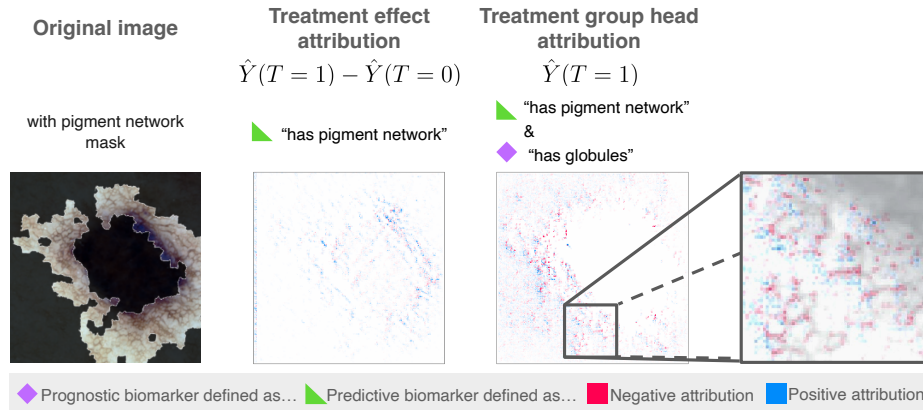 Original image
Treatment effect
attribution
Ŷ(T = 1) − Ŷ(T = 0)
Treatment group head
attribution
Ŷ(T = 1)
with pigment network
mask
“has pigment network”
“has pigment network”
&
“has globules”
Prognostic biomarker defined as…
Predictive biomarker defined as…
Negative attribution
Positive attribution